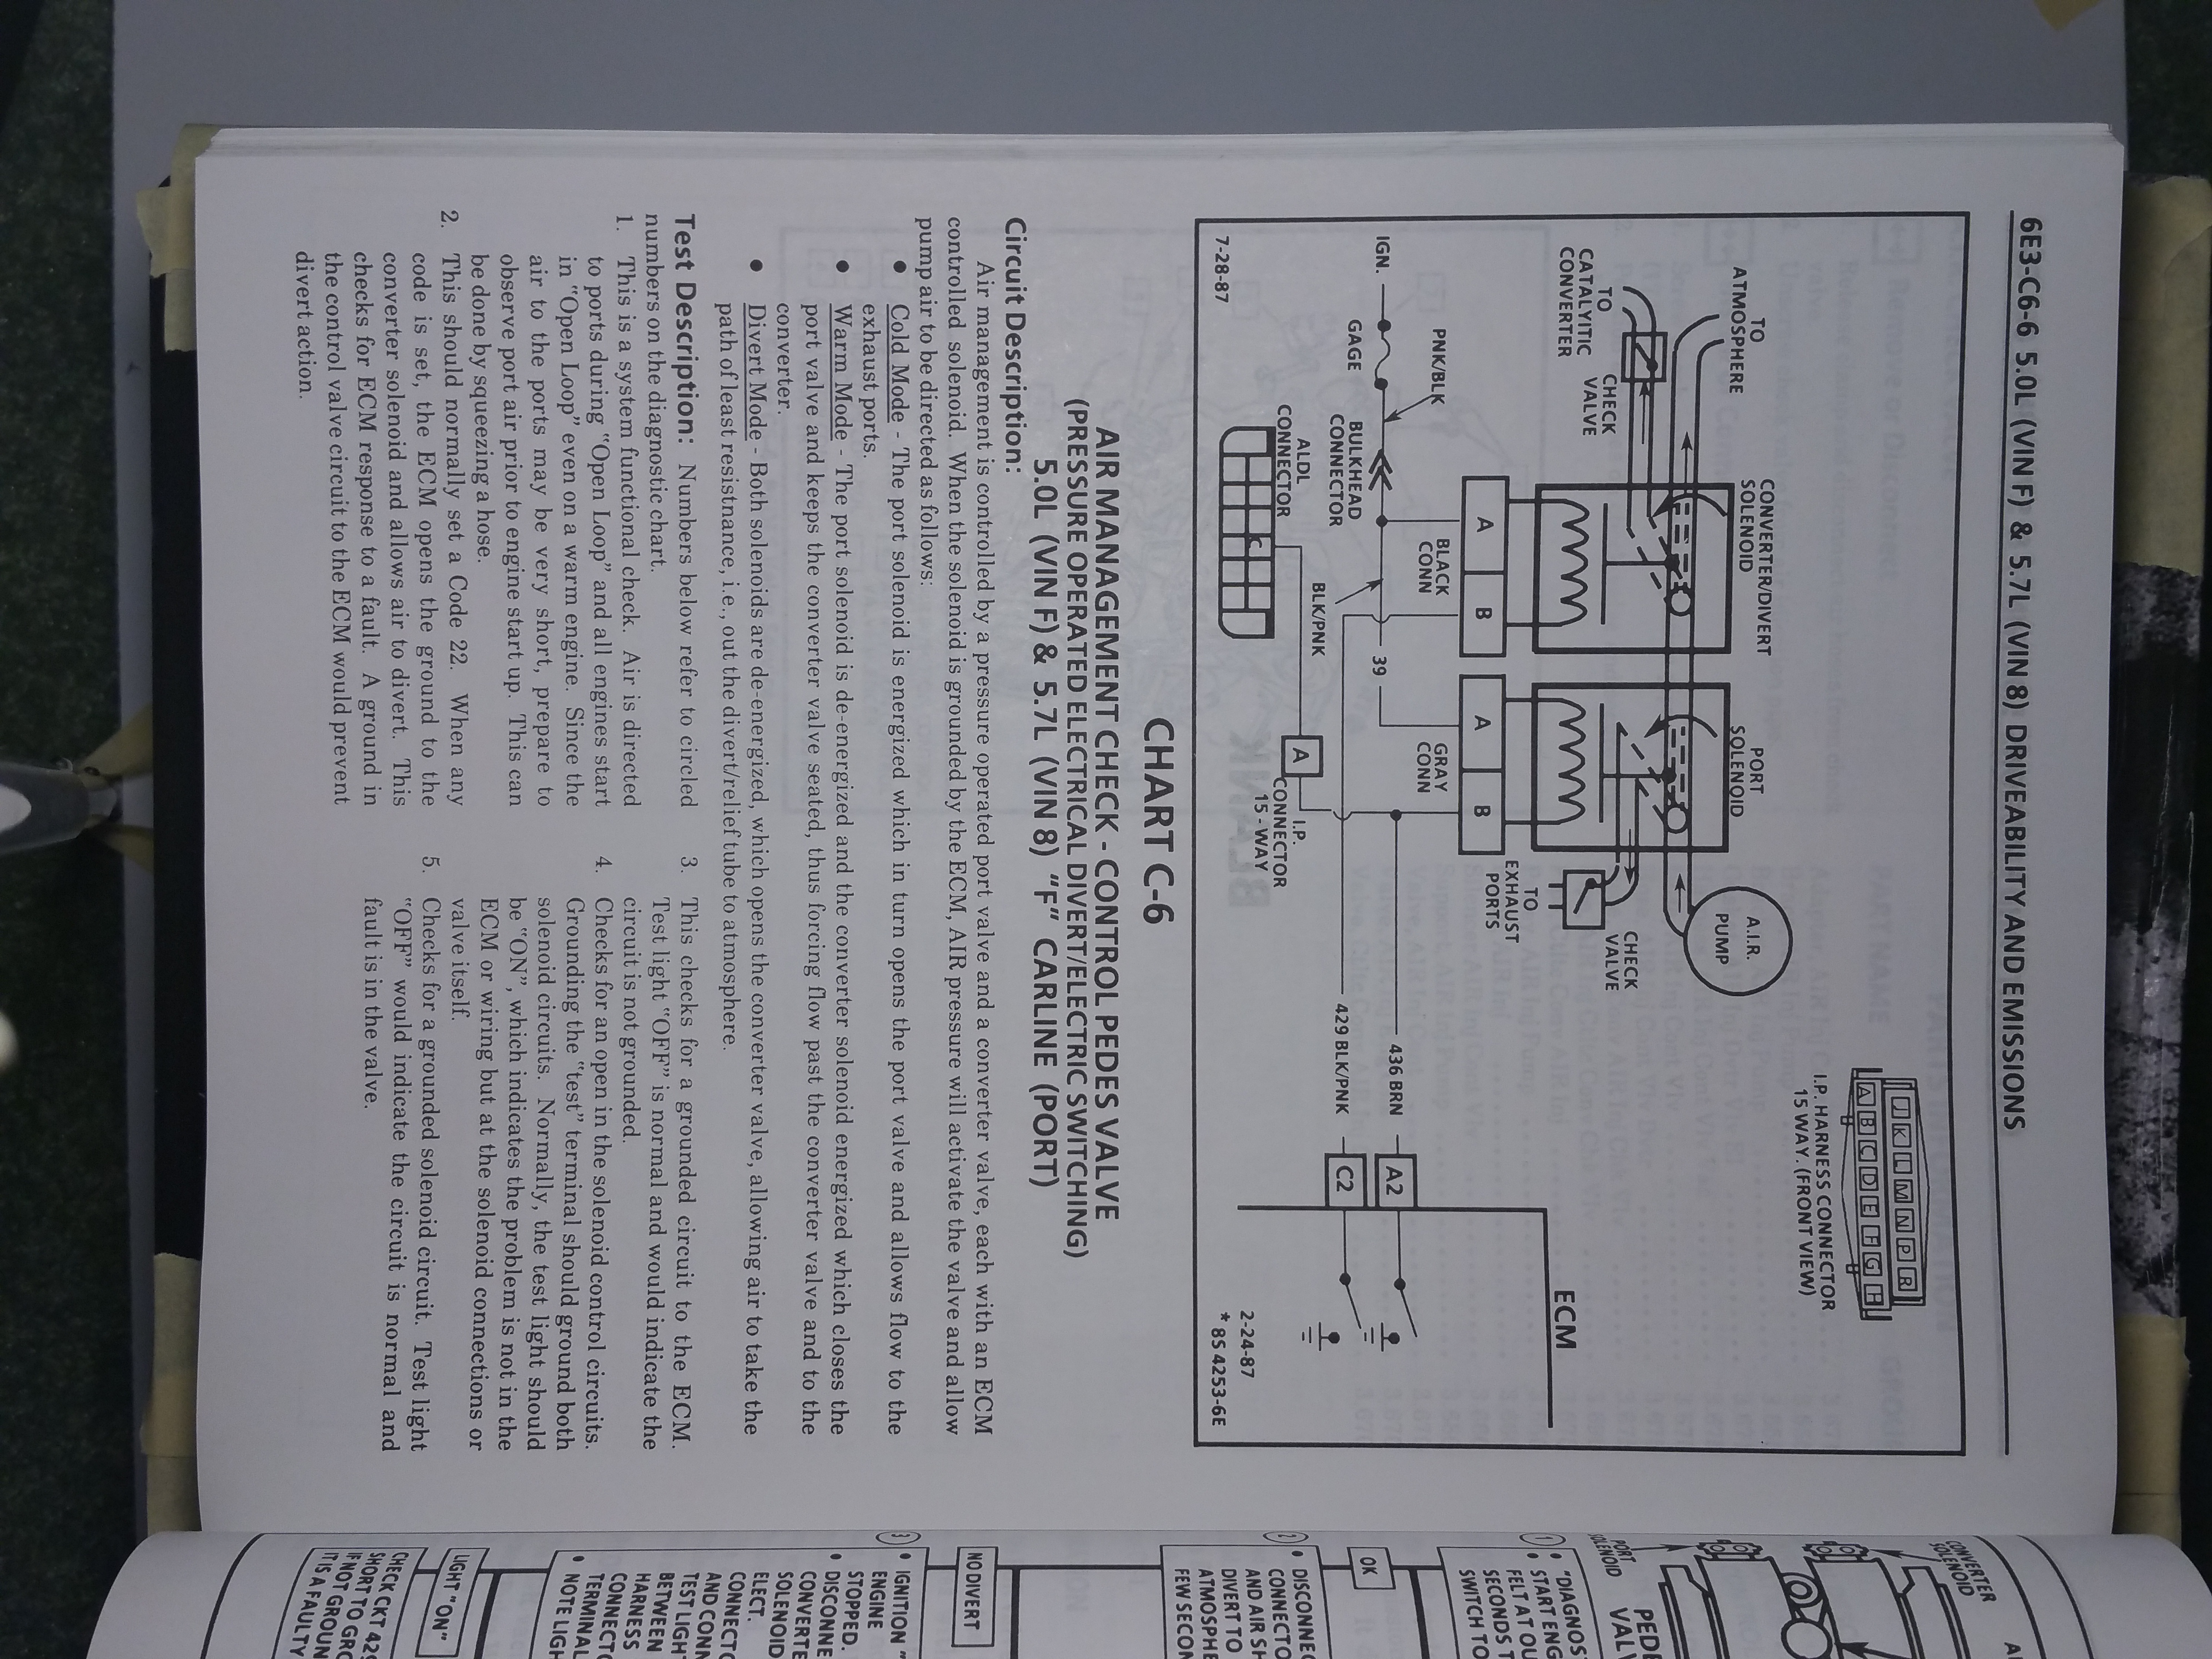 6E3-C6-6 5.0L (VIN F) & 5.7L (VIN 8) DRIVEABILITY AND EMISSIONS
J K L M N P R
A B C D E F G H
I.P. HARNESS CONNECTOR
15 WAY. (FRONT VIEW)
TO
ATMOSPHERE
CONVERTER/DIVERT
SOLENOID
PORT
SOLENOID
A.I.R.
PUMP
TO
CATALYITIC
CONVERTER
CHECK
VALVE
CHECK
VALVE
TO
EXHAUST
PORTS
ECM
A B
A B
PNK/BLK
BLACK
CONN
GRAY
CONN
IGN.
GAGE
BULKHEAD
CONNECTOR
39
436 BRN
A2
429 BLK/PNK
C2
BLK/PNK
ALDL
CONNECTOR
C
A
I.P.
CONNECTOR
15 - WAY
7-28-87
2-24-87
* 8S 4253-6E
CHART C-6
AIR MANAGEMENT CHECK - CONTROL PEDES VALVE
(PRESSURE OPERATED ELECTRICAL DIVERT/ELECTRIC SWITCHING)
5.0L (VIN F) & 5.7L (VIN 8) "F" CARLINE (PORT)
Circuit Description:
Air management is controlled by a pressure operated port valve and a converter valve, each with an ECM
controlled solenoid. When the solenoid is grounded by the ECM, AIR pressure will activate the valve and allow
pump air to be directed as follows:
• Cold Mode - The port solenoid is energized which in turn opens the port valve and allows flow to the
exhaust ports.
• Warm Mode - The port solenoid is de-energized and the converter solenoid energized which closes the
port valve and keeps the converter valve seated, thus forcing flow past the converter valve and to the
converter.
• Divert Mode - Both solenoids are de-energized, which opens the converter valve, allowing air to take the
path of least resistnance, i.e., out the divert/relief tube to atmosphere.
Test Description: Numbers below refer to circled
numbers on the diagnostic chart.
1. This is a system functional check. Air is directed
to ports during "Open Loop" and all engines start
in "Open Loop" even on a warm engine. Since the
air to the ports may be very short, prepare to
observe port air prior to engine start up. This can
be done by squeezing a hose.
2. This should normally set a Code 22. When any
code is set, the ECM opens the ground to the
converter solenoid and allows air to divert. This
checks for ECM response to a fault. A ground in
the control valve circuit to the ECM would prevent
divert action.
3. This checks for a grounded circuit to the ECM.
Test light "OFF" is normal and would indicate the
circuit is not grounded.
4. Checks for an open in the solenoid control circuits.
Grounding the "test" terminal should ground both
solenoid circuits. Normally, the test light should
be "ON", which indicates the problem is not in the
ECM or wiring but at the solenoid connections or
valve itself.
5. Checks for a grounded solenoid circuit. Test light
"OFF" would indicate the circuit is normal and
fault is in the valve.
CONVERTER
SOLENOID
PORT
SOLENOID
PEDE
VALV
1 • "DIAGNOS
• START ENG
FELT AT OU
SECONDS T
SWITCH TO
OK
2 • DISCONNEC
CONNECTO
AND AIR SH
DIVERT TO
ATMOSPHE
FEW SECON
NO DIVERT
3 • IGNITION "
ENGINE
STOPPED.
• DISCONNE
CONVERTE
SOLENOID
ELECT.
CONNECTO
AND CONN
TEST LIGH
BETWEEN
HARNESS
CONNECTO
TERMINAL
• NOTE LIGH
LIGHT "ON"
CHECK CKT 429
SHORT TO GRO
IF NOT GROUN
IT IS A FAULTY